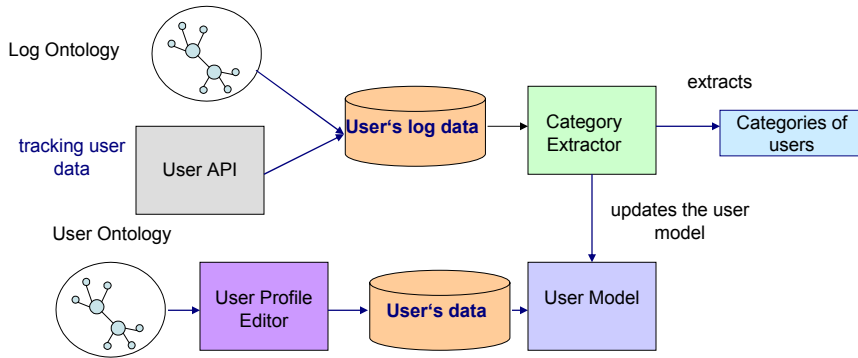 Log Ontology
extracts
User‘s log data
Category
Extractor
Categories of
users
tracking user
data
User API
updates the user
model
User Ontology
User Profile
Editor
User‘s data
User Model